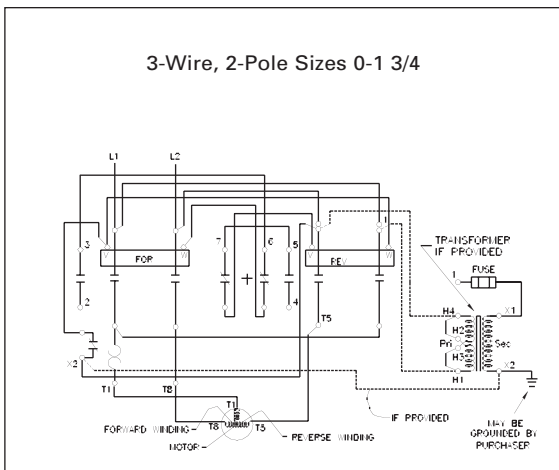 3-Wire, 2-Pole Sizes 0-1 3/4
L1 L2
3 7 6 5 1
V FOR W V REV W
TRANSFORMER
IF PROVIDED
1 FUSE
2 4
T5
H4 X1
H2
Pri Sec
H3
H1 X2
X2
T1 T8
T1
FORWARD WINDING T8 T5 REVERSE WINDING
MOTOR
IF PROVIDED
MAY BE
GROUNDED BY
PURCHASER